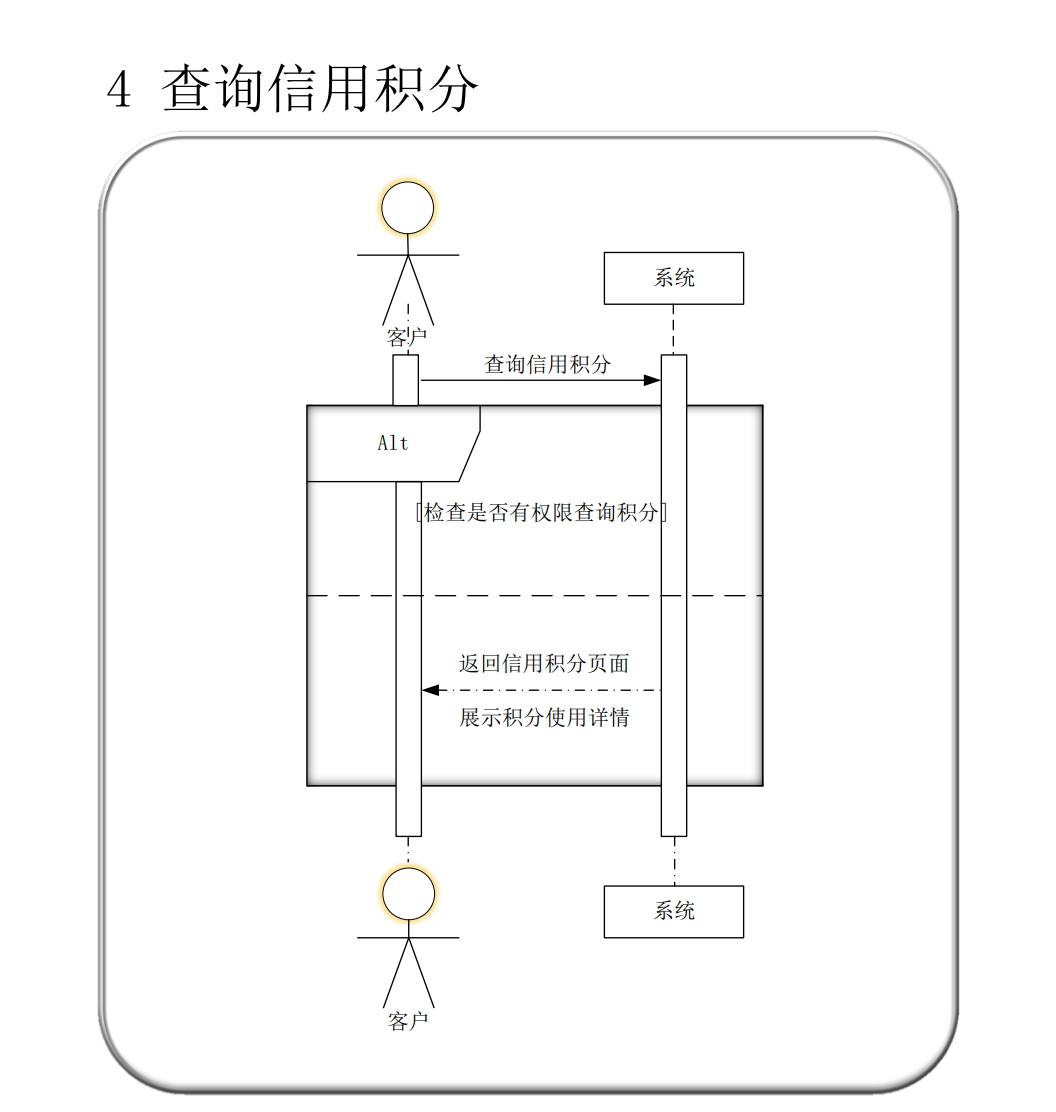 4 查询信用积分
系统
客户
查询信用积分
Alt
[检查是否有权限查询积分]
返回信用积分页面
展示积分使用详情
系统
客户